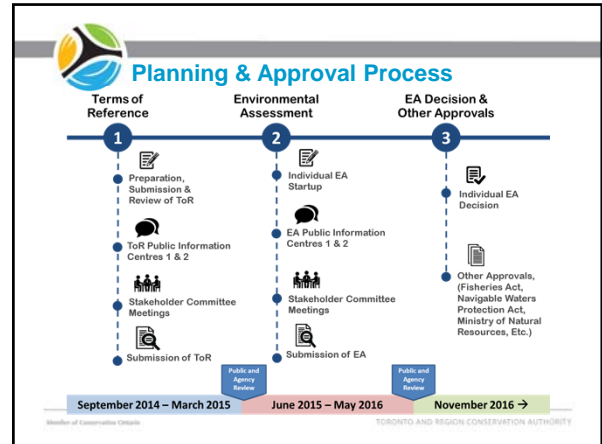 Planning & Approval Process
Terms of
Reference
1
Preparation,
Submission &
Review of ToR
ToR Public Information
Centres 1 & 2
Stakeholder Committee
Meetings
Submission of ToR
Environmental
Assessment
2
Individual EA
Startup
EA Public Information
Centres 1 & 2
Stakeholder Committee
Meetings
Submission of EA
EA Decision &
Other Approvals
3
Individual EA
Decision
Other Approvals,
(Fisheries Act,
Navigable Waters
Protection Act,
Ministry of Natural
Resources, Etc.)
Public and
Agency
Review
Public and
Agency
Review
September 2014 – March 2015
June 2015 – May 2016
November 2016 →
Member of Conservation Ontario
TORONTO AND REGION CONSERVATION AUTHORITY